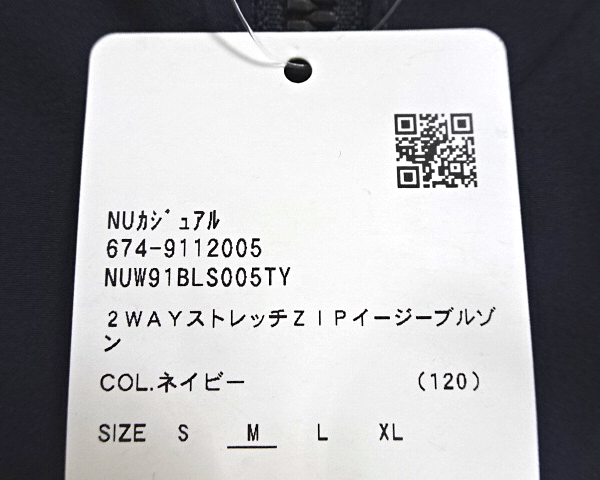 NUカジュアル
674-9112005
NUW91BLS005TY
2WAYストレッチZIPイージーブルゾ
ン
COL.ネイビー (120)
SIZE S M L XL